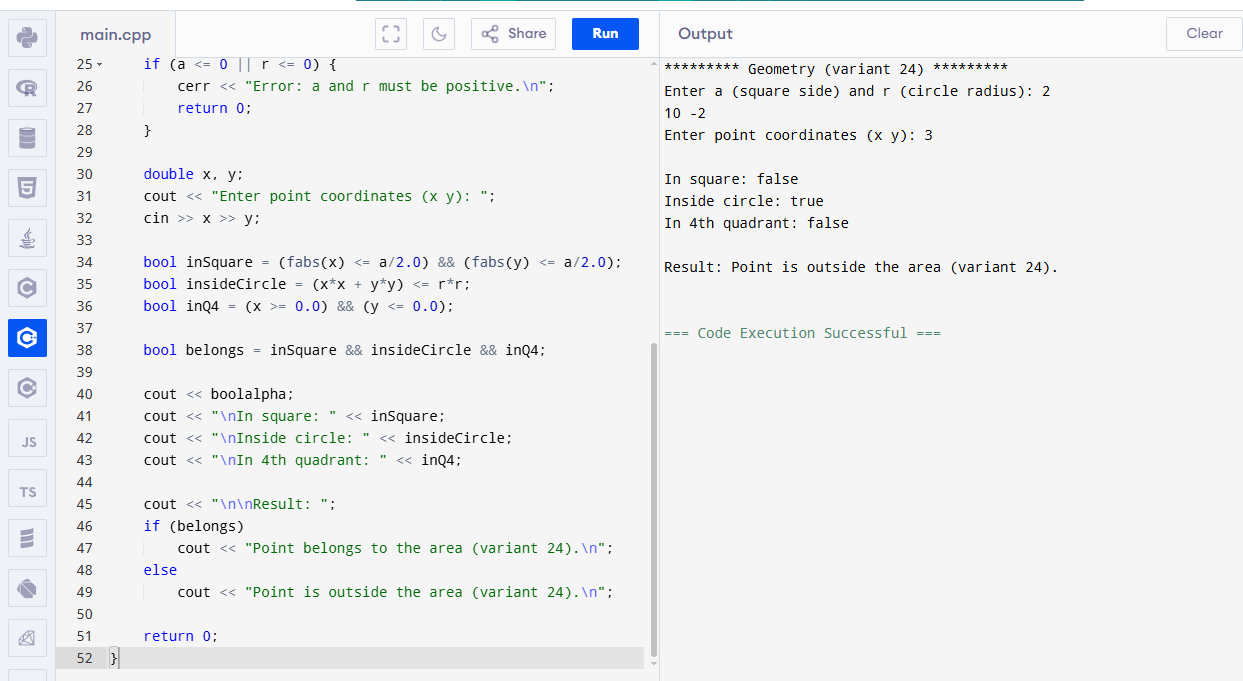 main.cpp
Share
Run
Output
Clear
25 if (a <= 0 || r <= 0) {
26 cerr << "Error: a and r must be positive.\n";
27 return 0;
28 }
29
30 double x, y;
31 cout << "Enter point coordinates (x y): ";
32 cin >> x >> y;
33
34 bool inSquare = (fabs(x) <= a/2.0) && (fabs(y) <= a/2.0);
35 bool insideCircle = (x*x + y*y) <= r*r;
36 bool inQ4 = (x >= 0.0) && (y <= 0.0);
37
38 bool belongs = inSquare && insideCircle && inQ4;
39
40 cout << boolalpha;
41 cout << "\nIn square: " << inSquare;
42 cout << "\nInside circle: " << insideCircle;
43 cout << "\nIn 4th quadrant: " << inQ4;
44
45 cout << "\n\nResult: ";
46 if (belongs)
47 cout << "Point belongs to the area (variant 24).\n";
48 else
49 cout << "Point is outside the area (variant 24).\n";
50
51 return 0;
52 }
********* Geometry (variant 24) *********
Enter a (square side) and r (circle radius): 2
10 -2
Enter point coordinates (x y): 3
In square: false
Inside circle: true
In 4th quadrant: false
Result: Point is outside the area (variant 24).
=== Code Execution Successful ===
R
5
C
C
JS
TS